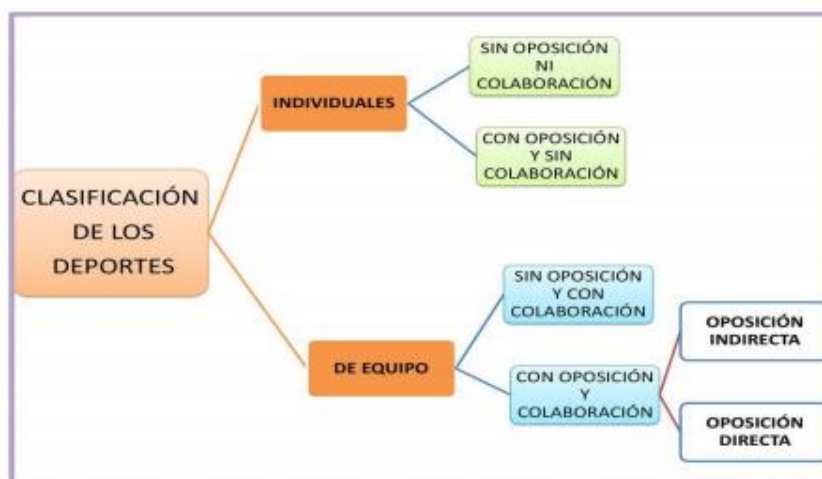 CLASIFICACIÓN
DE LOS
DEPORTES
INDIVIDUALES
SIN OPOSICIÓN
NI
COLABORACIÓN
CON OPOSICIÓN
Y SIN
COLABORACIÓN
DE EQUIPO
SIN OPOSICIÓN
Y CON
COLABORACIÓN
CON OPOSICIÓN
Y
COLABORACIÓN
OPOSICIÓN
INDIRECTA
OPOSICIÓN
DIRECTA